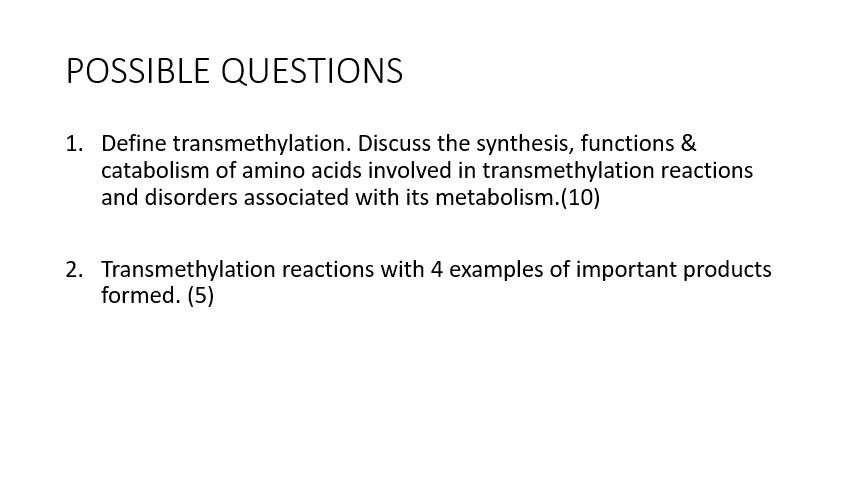 POSSIBLE QUESTIONS
1. Define transmethylation. Discuss the synthesis, functions &
catabolism of amino acids involved in transmethylation reactions
and disorders associated with its metabolism.(10)
2. Transmethylation reactions with 4 examples of important products
formed. (5)